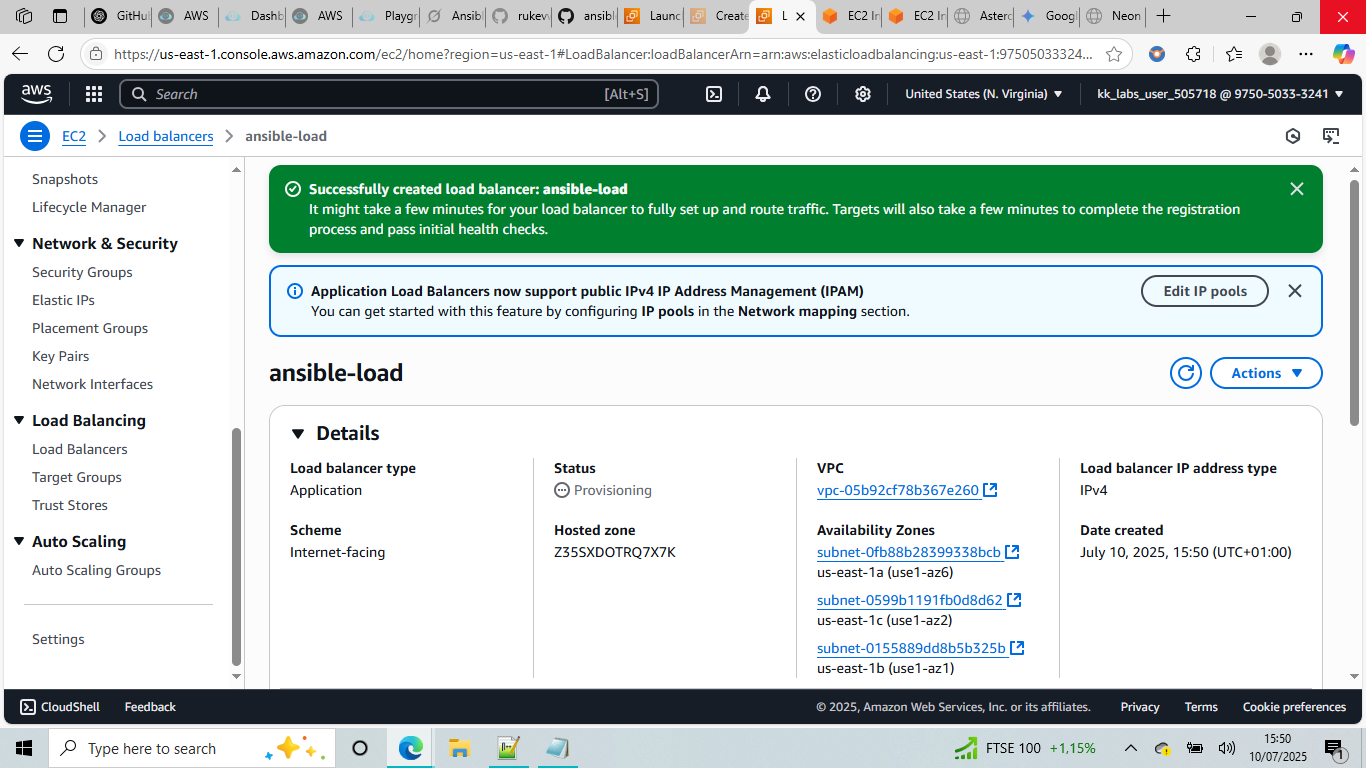 GitHu
AWS
Dashb
AWS
Playgr
Ansibl
rukev
ansibl
Launc
Create
L
EC2 In
EC2 In
Asterc
Googl
Neon
https://us-east-1.console.aws.amazon.com/ec2/home?region=us-east-1#LoadBalancer:loadBalancerArn=arn:aws:elasticloadbalancing:us-east-1:97505033324...
aws
Search
[Alt+S]
United States (N. Virginia)
kk_labs_user_505718 @ 9750-5033-3241
EC2
Load balancers
ansible-load
Snapshots
Lifecycle Manager
Network & Security
Security Groups
Elastic IPs
Placement Groups
Key Pairs
Network Interfaces
Load Balancing
Load Balancers
Target Groups
Trust Stores
Auto Scaling
Auto Scaling Groups
Settings
Successfully created load balancer: ansible-load
It might take a few minutes for your load balancer to fully set up and route traffic. Targets will also take a few minutes to complete the registration
process and pass initial health checks.
Application Load Balancers now support public IPv4 IP Address Management (IPAM)
You can get started with this feature by configuring IP pools in the Network mapping section.
Edit IP pools
ansible-load
Actions
Details
Load balancer type
Application
Status
Provisioning
VPC
vpc-05b92cf78b367e260
Load balancer IP address type
IPv4
Scheme
Internet-facing
Hosted zone
Z35SXDOTRQ7X7K
Availability Zones
subnet-0fb88b28399338bcb
us-east-1a (use1-az6)
subnet-0599b1191fb0d8d62
us-east-1c (use1-az2)
subnet-0155889dd8b5b325b
us-east-1b (use1-az1)
Date created
July 10, 2025, 15:50 (UTC+01:00)
CloudShell
Feedback
© 2025, Amazon Web Services, Inc. or its affiliates.
Privacy
Terms
Cookie preferences
Type here to search
FTSE 100 +1,15%
15:50
10/07/2025
1